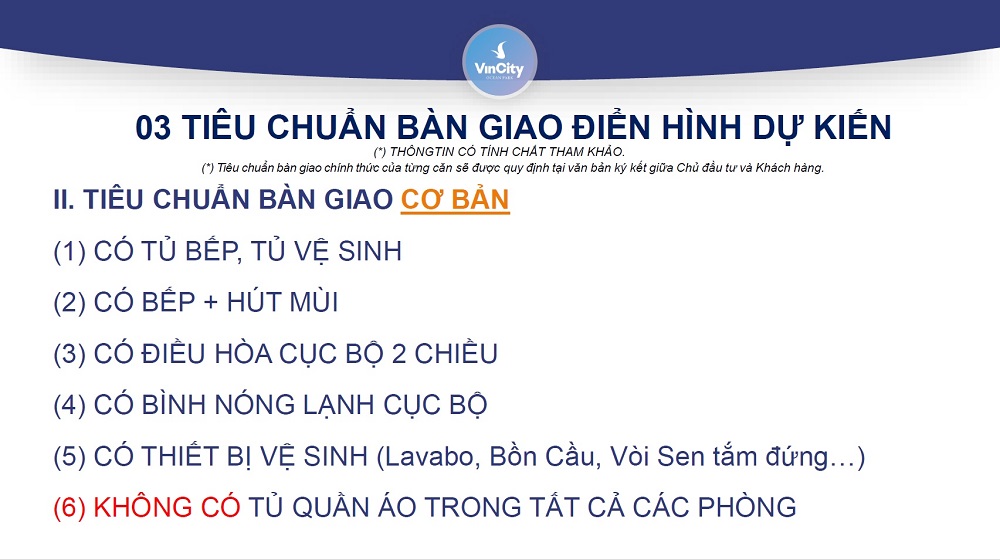 VinCity
03 TIÊU CHUẨN BÀN GIAO ĐIỂN HÌNH DỰ KIẾN
(*) THÔNGTIN CÓ TÍNH CHẤT THAM KHẢO.
(*) Tiêu chuẩn bàn giao chính thức của từng căn sẽ được quy định tại văn bản ký kết giữa Chủ đầu tư và Khách hàng.
II. TIÊU CHUẨN BÀN GIAO CƠ BẢN
(1) CÓ TỦ BẾP, TỦ VỆ SINH
(2) CÓ BẾP + HÚT MÙI
(3) CÓ ĐIỀU HÒA CỤC BỘ 2 CHIỀU
(4) CÓ BÌNH NÓNG LẠNH CỤC BỘ
(5) CÓ THIẾT BỊ VỆ SINH (Lavabo, Bồn Cầu, Vòi Sen tắm đứng...)
(6) KHÔNG CÓ TỦ QUẦN ÁO TRONG TẤT CẢ CÁC PHÒNG